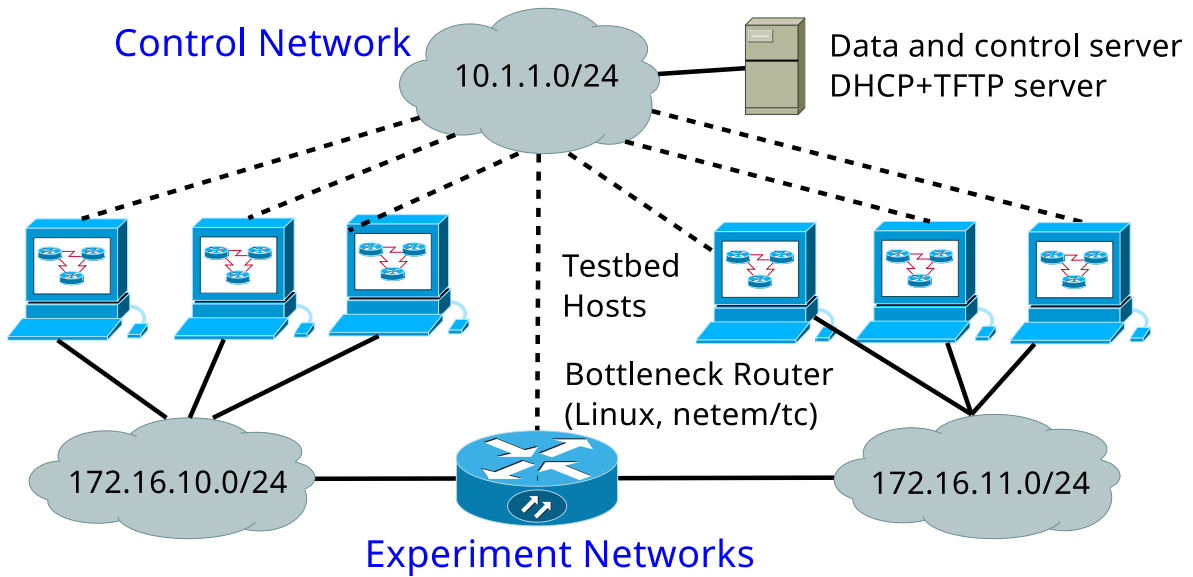 Control Network
10.1.1.0/24
Data and control server
DHCP+TFTP server
Testbed
Hosts
Bottleneck Router
(Linux, netem/tc)
172.16.10.0/24
172.16.11.0/24
Experiment Networks